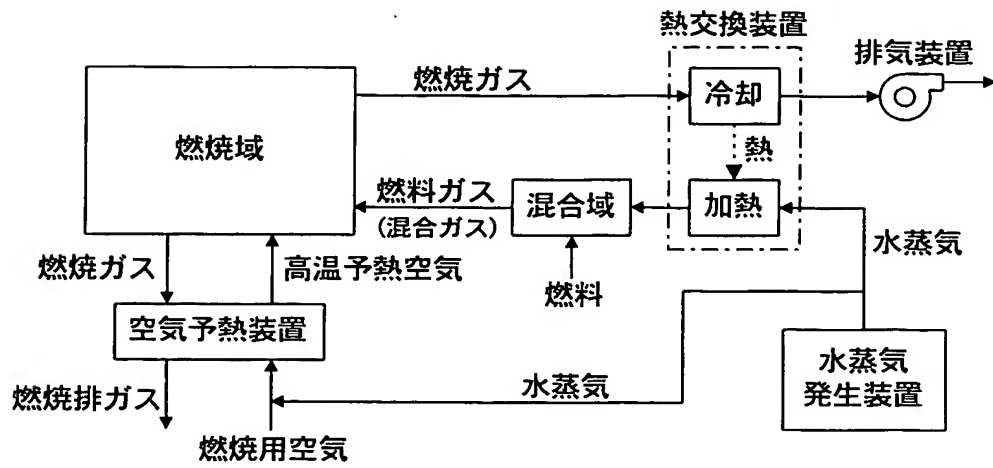 熱交換装置
排気装置
燃焼ガス
冷却
燃焼域
熱
燃料ガス
(混合ガス)
混合域
加熱
水蒸気
燃焼ガス
高温予熱空気
燃料
空気予熱装置
水蒸気
発生装置
水蒸気
燃焼排ガス
燃焼用空気